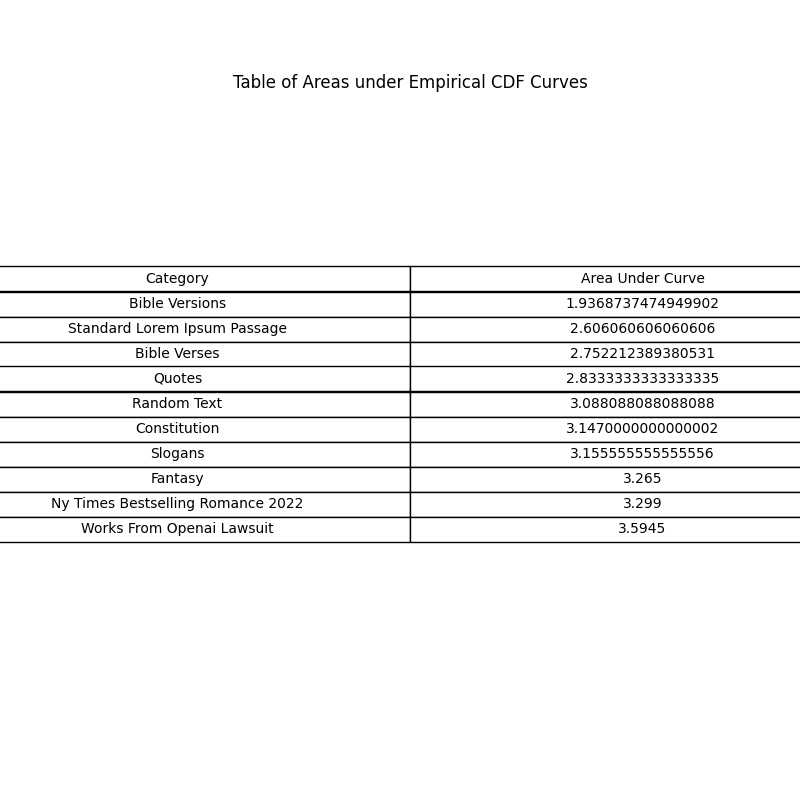 Table of Areas under Empirical CDF Curves
Category Area Under Curve
Bible Versions 1.9368737474949902
Standard Lorem Ipsum Passage 2.606060606060606
Bible Verses 2.752212389380531
Quotes 2.8333333333333335
Random Text 3.088088088088088
Constitution 3.1470000000000002
Slogans 3.155555555555556
Fantasy 3.265
Ny Times Bestselling Romance 2022 3.299
Works From Openai Lawsuit 3.5945